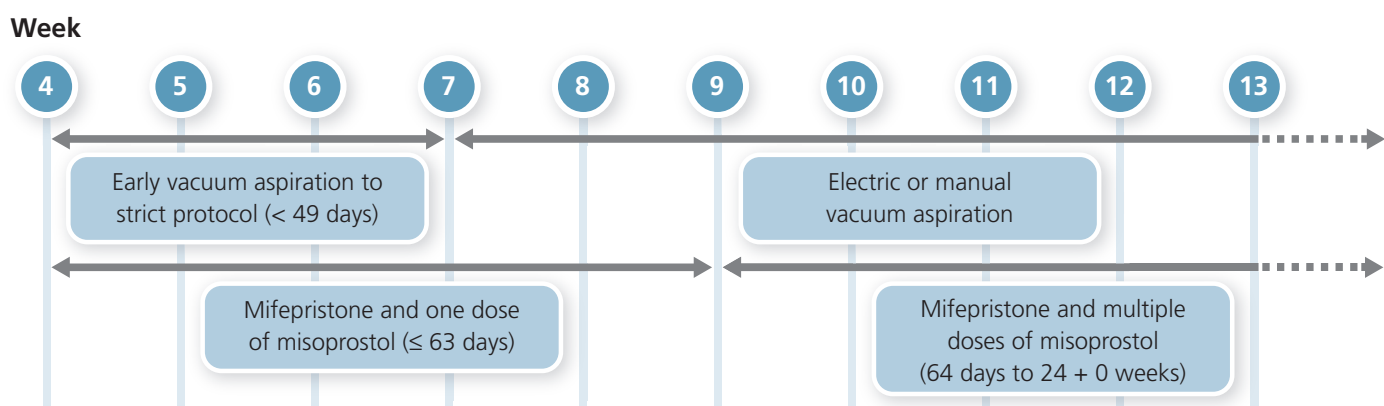 Week
4 5 6 7 8 9 10 11 12 13
Early vacuum aspiration to
strict protocol (< 49 days)
Electric or manual
vacuum aspiration
Mifepristone and one dose
of misoprostol (≤ 63 days)
Mifepristone and multiple
doses of misoprostol
(64 days to 24 + 0 weeks)